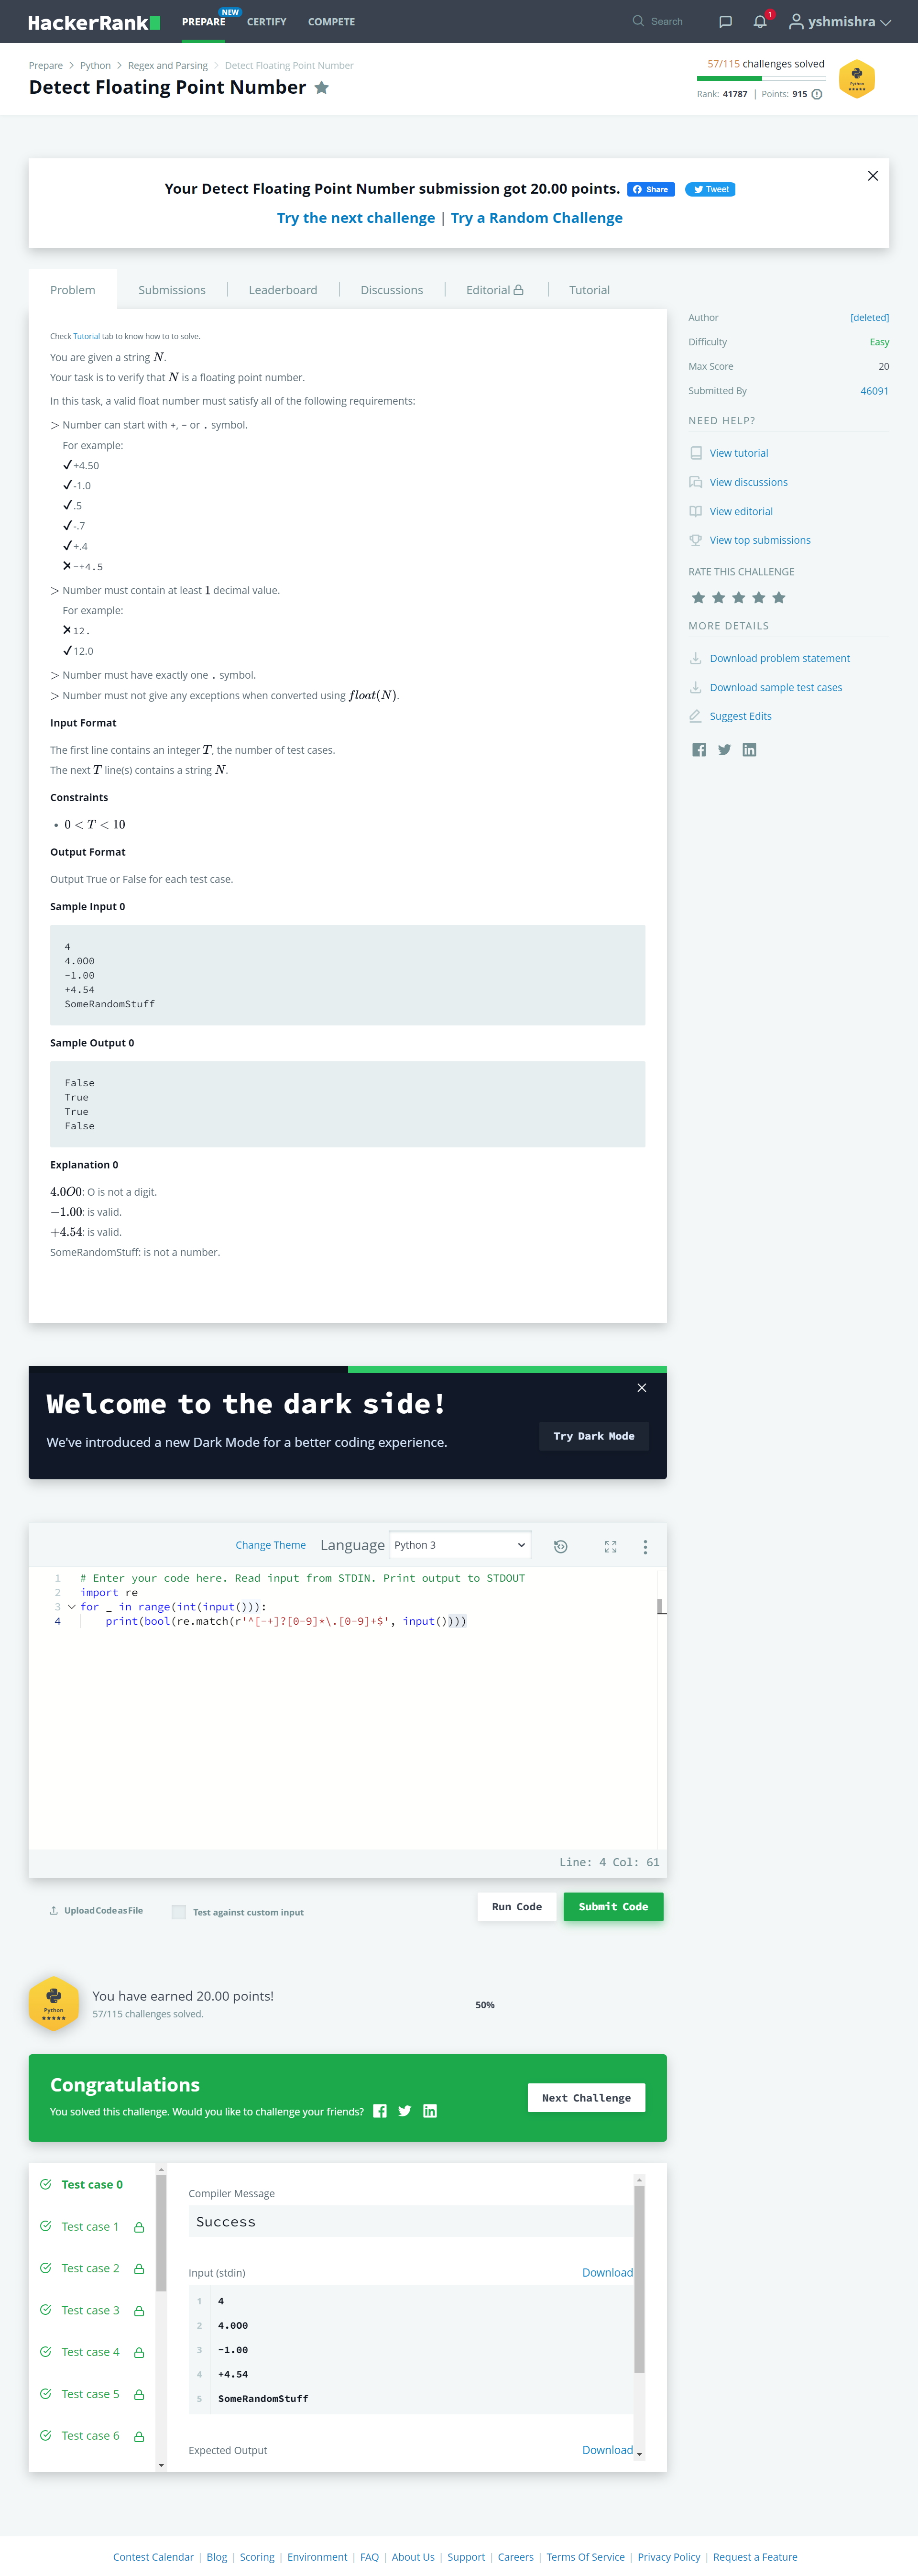 HackerRank
PREPARE
NEW
CERTIFY
COMPETE
Search
1
yshmishra
Prepare > Python > Regex and Parsing > Detect Floating Point Number
Detect Floating Point Number
57/115 challenges solved
Rank: 41787 | Points: 915
Python
Your Detect Floating Point Number submission got 20.00 points. Share Tweet
Try the next challenge | Try a Random Challenge
Problem
Submissions
Leaderboard
Discussions
Editorial
Tutorial
Check Tutorial tab to know how to to solve.
You are given a string N.
Your task is to verify that N is a floating point number.
In this task, a valid float number must satisfy all of the following requirements:
> Number can start with +, - or . symbol.
For example:
✔+4.50
✔-1.0
✔.5
✔-.7
✔+.4
✖-+4.5
> Number must contain at least 1 decimal value.
For example:
✖12.
✔12.0
> Number must have exactly one . symbol.
> Number must not give any exceptions when converted using float(N).
Input Format
The first line contains an integer T, the number of test cases.
The next T line(s) contains a string N.
Constraints
• 0 < T < 10
Output Format
Output True or False for each test case.
Sample Input 0
4
4.0O0
-1.00
+4.54
SomeRandomStuff
Sample Output 0
False
True
True
False
Explanation 0
4.0O0: O is not a digit.
−1.00: is valid.
+4.54: is valid.
SomeRandomStuff: is not a number.
Author [deleted]
Difficulty Easy
Max Score 20
Submitted By 46091
NEED HELP?
View tutorial
View discussions
View editorial
View top submissions
RATE THIS CHALLENGE
MORE DETAILS
Download problem statement
Download sample test cases
Suggest Edits
Welcome to the dark side!
We've introduced a new Dark Mode for a better coding experience.
Try Dark Mode
Change Theme
Language
Python 3
1 # Enter your code here. Read input from STDIN. Print output to STDOUT
2 import re
3 for _ in range(int(input())):
4     print(bool(re.match(r'^[-+]?[0-9]*\.[0-9]+$', input())))
Line: 4 Col: 61
Upload Code as File
Test against custom input
Run Code
Submit Code
Python
You have earned 20.00 points!
57/115 challenges solved.
50%
Congratulations
You solved this challenge. Would you like to challenge your friends?
Next Challenge
Test case 0
Test case 1
Test case 2
Test case 3
Test case 4
Test case 5
Test case 6
Compiler Message
Success
Input (stdin)
Download
1 4
2 4.0O0
3 -1.00
4 +4.54
5 SomeRandomStuff
Expected Output
Download
Contest Calendar | Blog | Scoring | Environment | FAQ | About Us | Support | Careers | Terms Of Service | Privacy Policy | Request a Feature